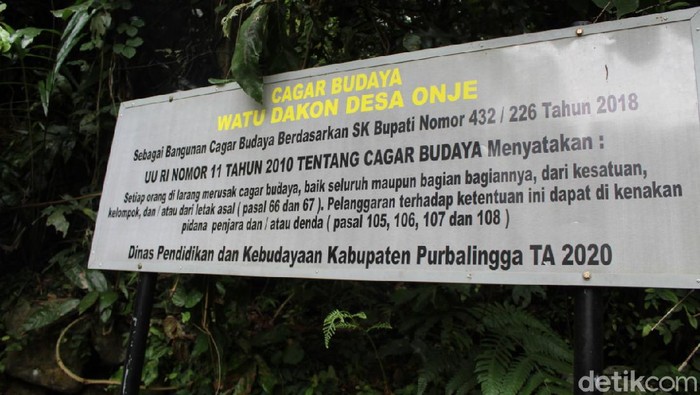 CAGAR BUDAYA
WATU DAKON DESA ONJE
Sebagai Bangunan Cagar Budaya Berdasarkan SK Bupati Nomor 432 / 226 Tahun 2018
UU RI NOMOR 11 TAHUN 2010 TENTANG CAGAR BUDAYA Menyatakan :
Setiap orang di larang merusak cagar budaya, baik seluruh maupun bagian bagiannya, dari kesatuan,
kelompok, dan / atau dari letak asal ( pasal 66 dan 67 ). Pelanggaran terhadap ketentuan ini dapat di kenakan
pidana penjara dan / atau denda ( pasal 105, 106, 107 dan 108 )
Dinas Pendidikan dan Kebudayaan Kabupaten Purbalingga TA 2020
detikcom